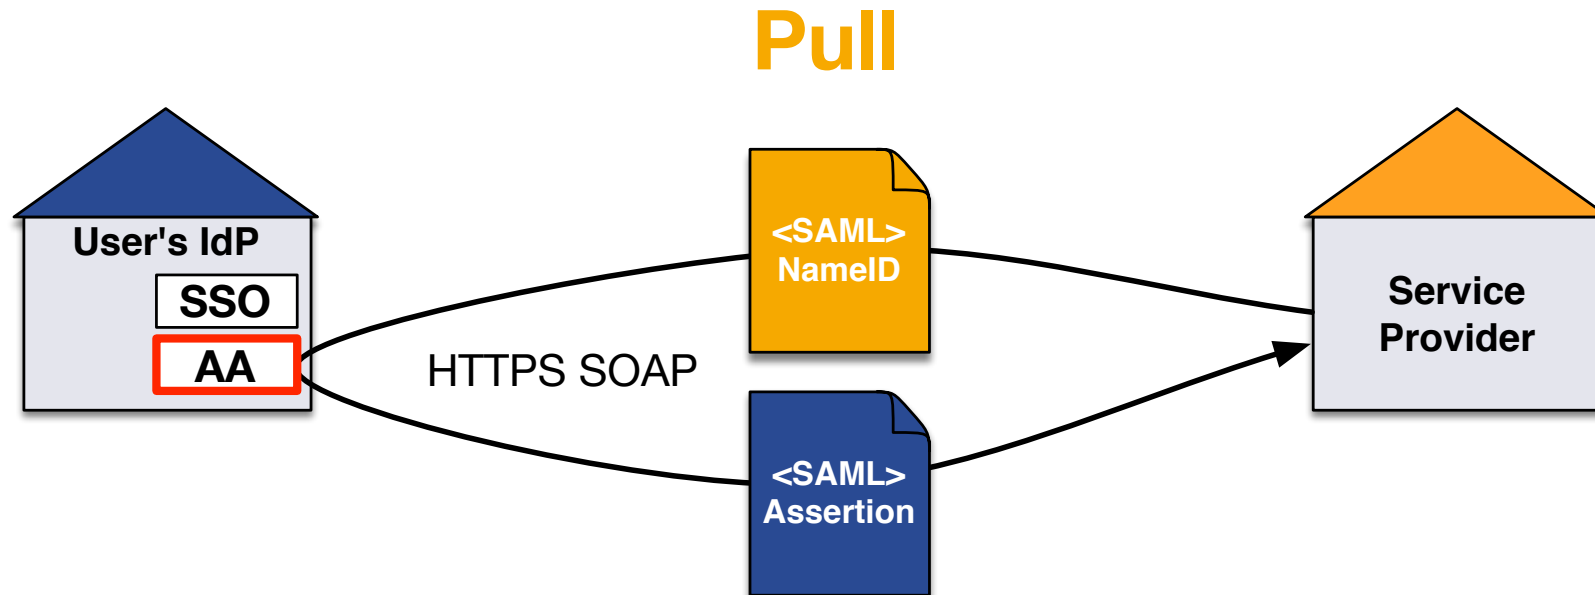 Pull
User's IdP
SSO
AA
HTTPS SOAP
<SAML>
NameID
<SAML>
Assertion
Service
Provider